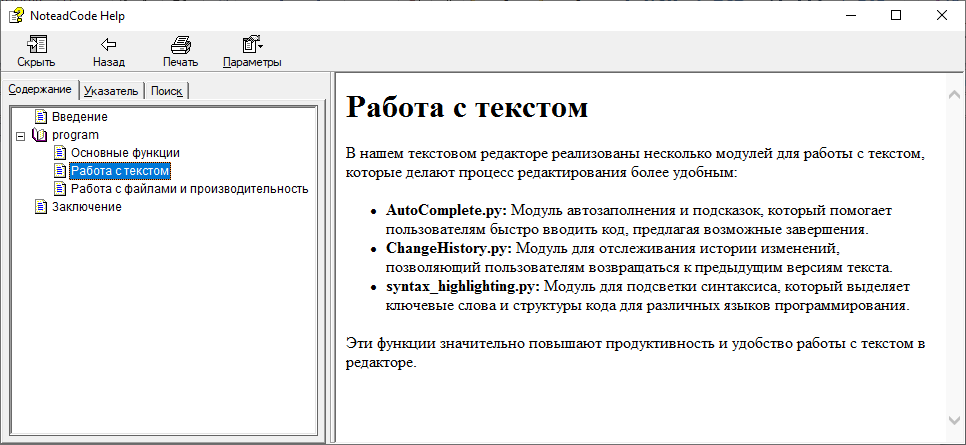 NoteadCode Help
Скрыть
Назад
Печать
Параметры
Содержание
Указатель
Поиск
Введение
program
Основные функции
Работа с текстом
Работа с файлами и производительность
Заключение
Работа с текстом
В нашем текстовом редакторе реализованы несколько модулей для работы с текстом,
которые делают процесс редактирования более удобным:
AutoComplete.py: Модуль автозаполнения и подсказок, который помогает
пользователям быстро вводить код, предлагая возможные завершения.
ChangeHistory.py: Модуль для отслеживания истории изменений,
позволяющий пользователям возвращаться к предыдущим версиям текста.
syntax_highlighting.py: Модуль для подсветки синтаксиса, который выделяет
ключевые слова и структуры кода для различных языков программирования.
Эти функции значительно повышают продуктивность и удобство работы с текстом в
редакторе.